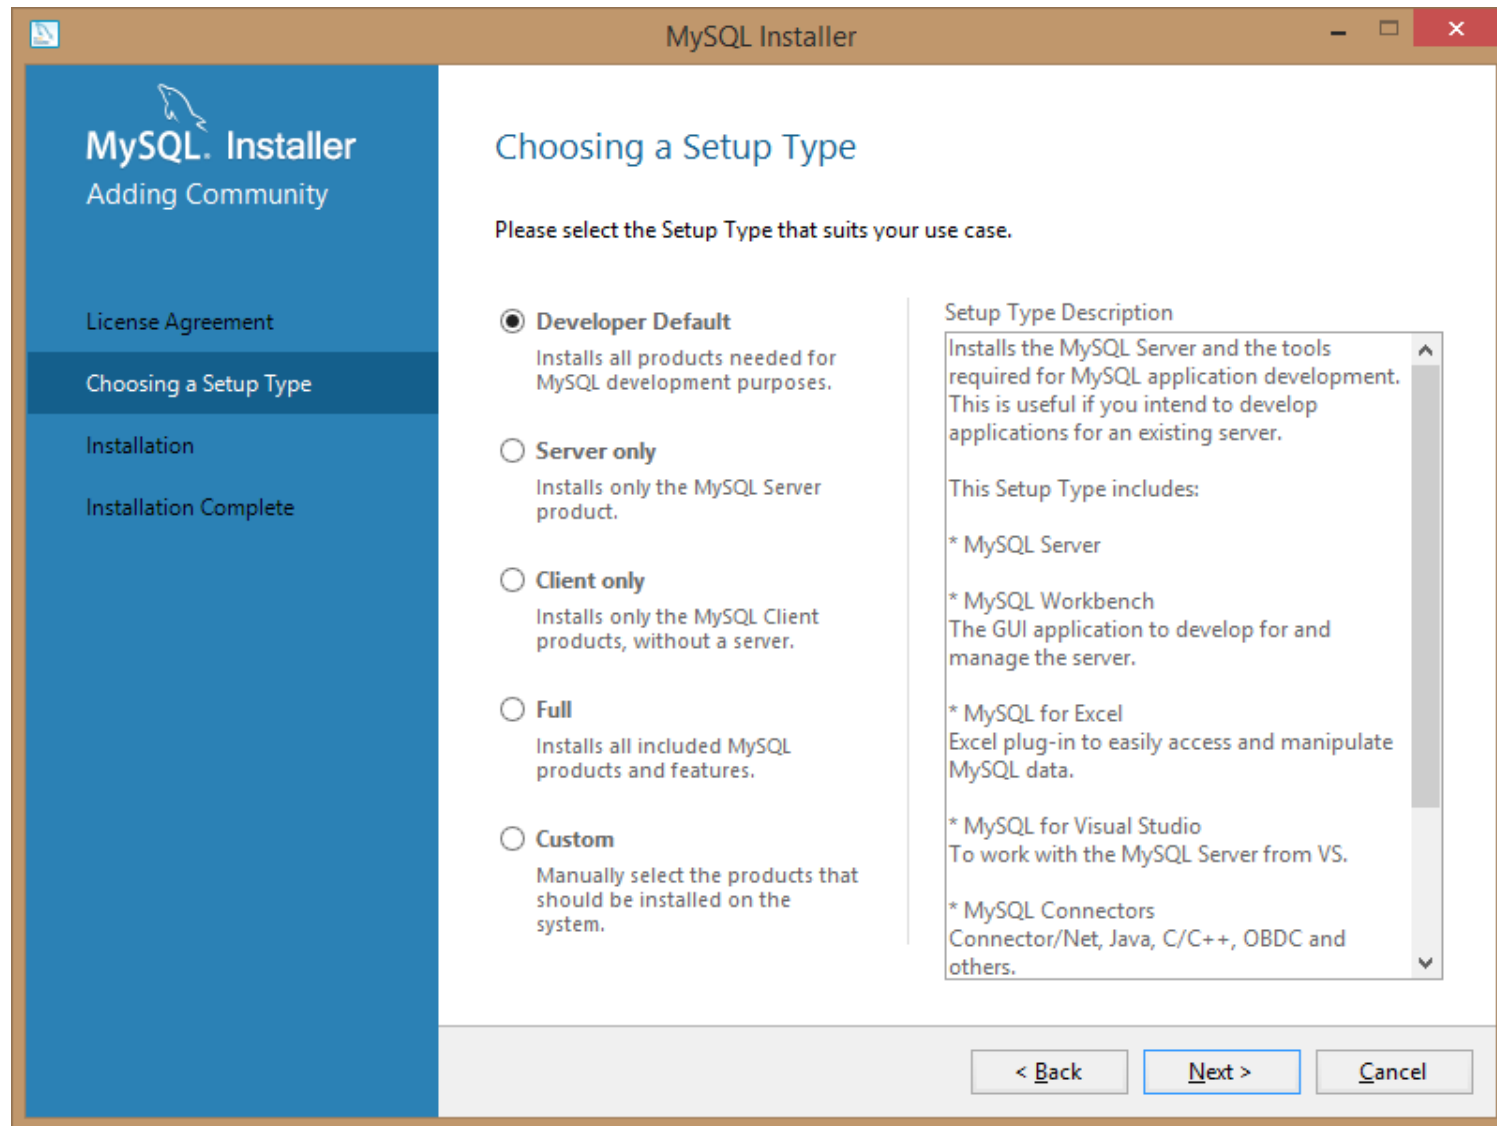 MySQL Installer
MySQL. Installer
Adding Community
License Agreement
Choosing a Setup Type
Installation
Installation Complete
Choosing a Setup Type
Please select the Setup Type that suits your use case.
Developer Default
Installs all products needed for
MySQL development purposes.
Server only
Installs only the MySQL Server
product.
Client only
Installs only the MySQL Client
products, without a server.
Full
Installs all included MySQL
products and features.
Custom
Manually select the products that
should be installed on the
system.
Setup Type Description
Installs the MySQL Server and the tools
required for MySQL application development.
This is useful if you intend to develop
applications for an existing server.
This Setup Type includes:
* MySQL Server
* MySQL Workbench
The GUI application to develop for and
manage the server.
* MySQL for Excel
Excel plug-in to easily access and manipulate
MySQL data.
* MySQL for Visual Studio
To work with the MySQL Server from VS.
* MySQL Connectors
Connector/Net, Java, C/C++, OBDC and
others.
< Back
Next >
Cancel